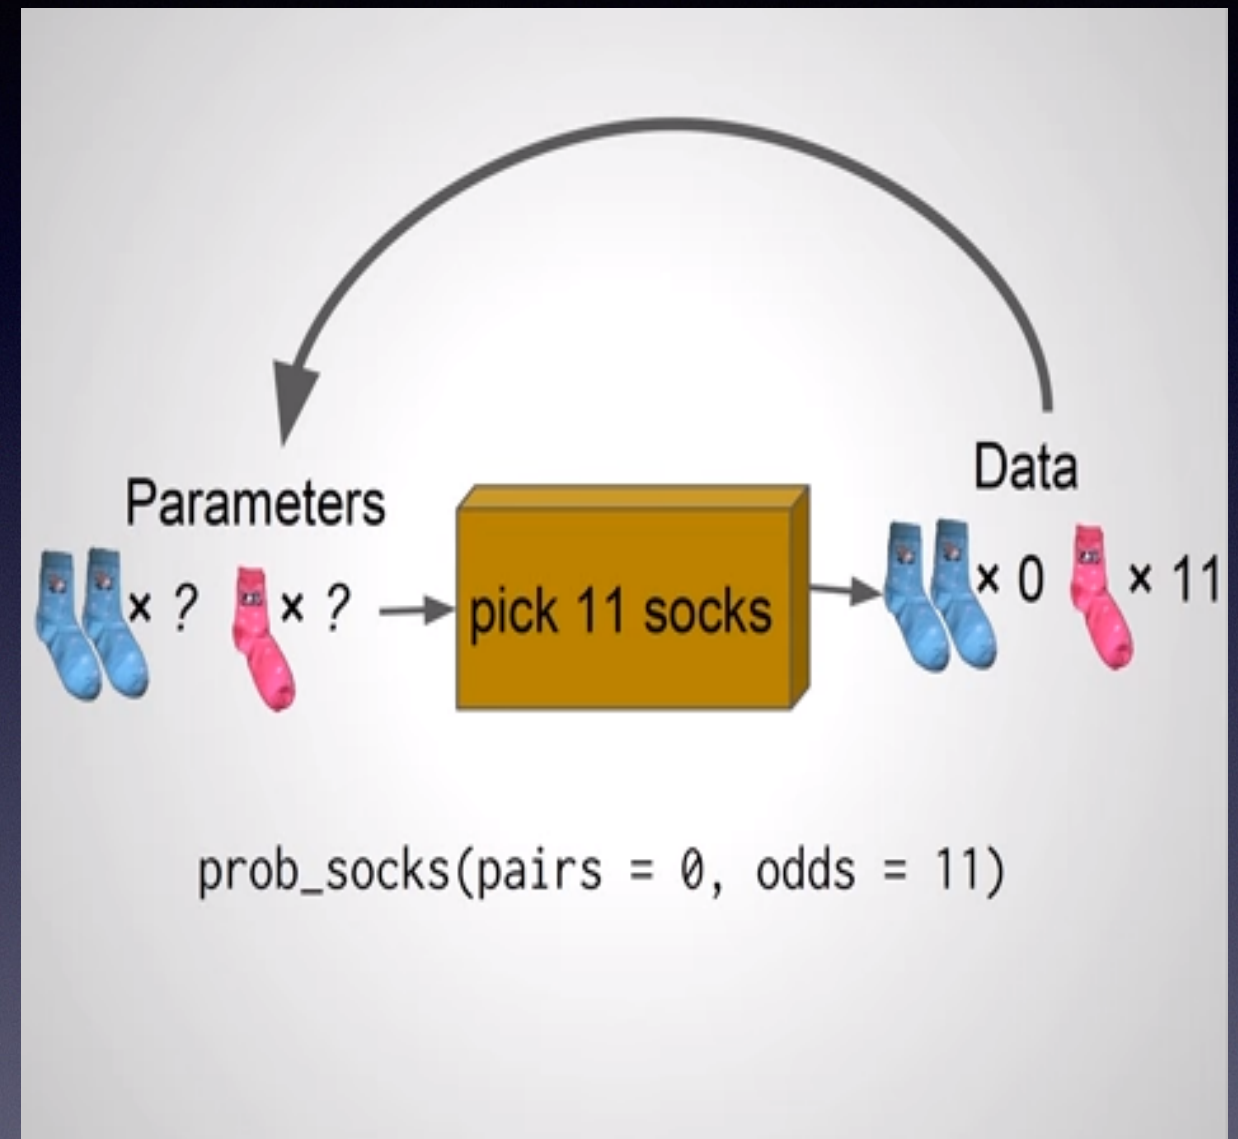 Data
Parameters
× ? × ?
pick 11 socks
× 0 × 11
prob_socks(pairs = 0, odds = 11)